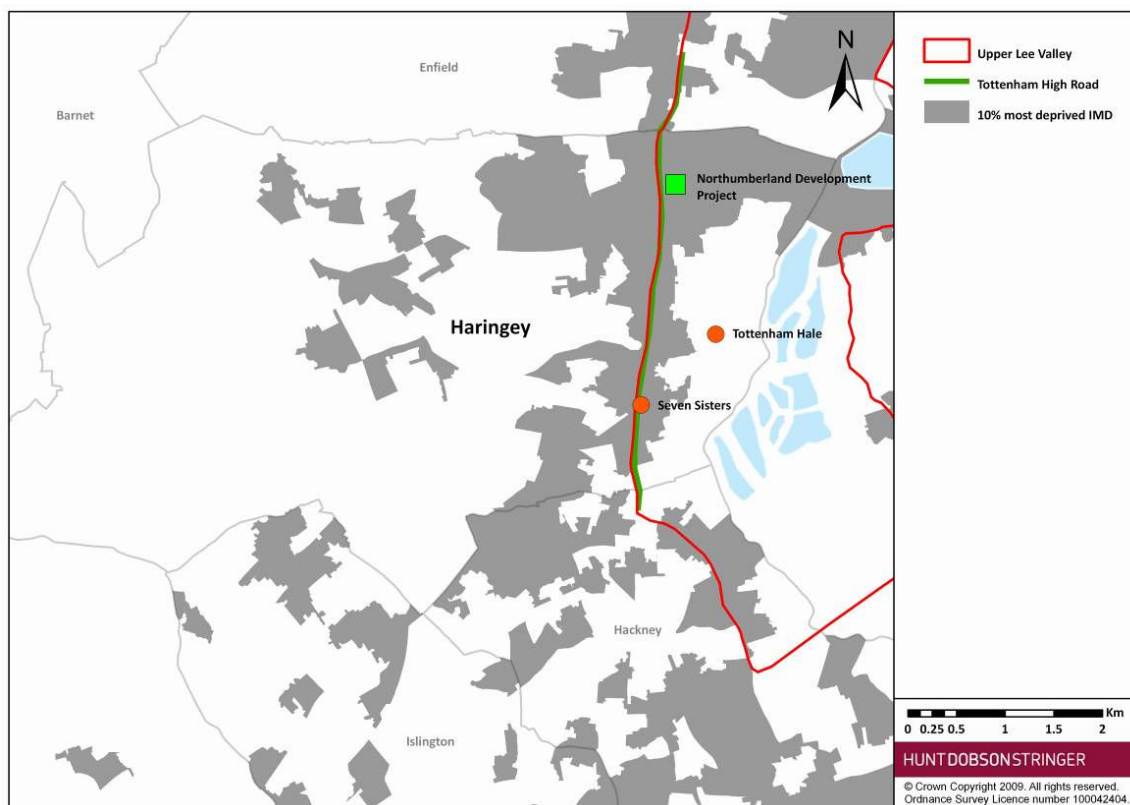 Enfield
Barnet
N
Northumberland Development
Project
Haringey
Tottenham Hale
Seven Sisters
Hackney
Islington
Upper Lee Valley
Tottenham High Road
10% most deprived IMD
Km
0 0.25 0.5 1 1.5 2
HUNTDOBSONSTRINGER
© Crown Copyright 2009. All rights reserved.
Ordnance Survey Licence number 100042404.